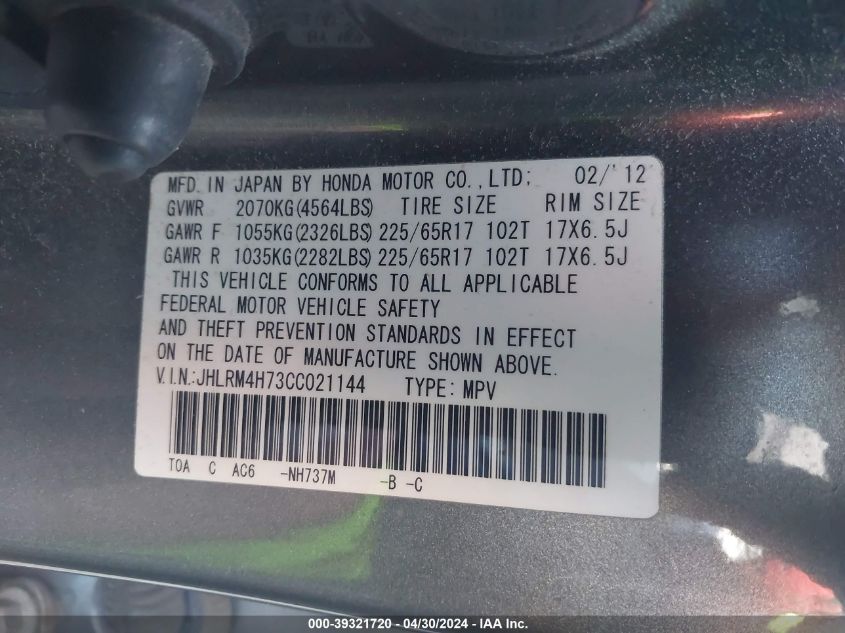 MFD. IN JAPAN BY HONDA MOTOR CO.,LTD; 02/'12
GVWR 2070KG(4564LBS) TIRE SIZE RIM SIZE
GAWR F 1055KG(2326LBS) 225/65R17 102T 17X6.5J
GAWR R 1035KG(2282LBS) 225/65R17 102T 17X6.5J
THIS VEHICLE CONFORMS TO ALL APPLICABLE
FEDERAL MOTOR VEHICLE SAFETY
AND THEFT PREVENTION STANDARDS IN EFFECT
ON THE DATE OF MANUFACTURE SHOWN ABOVE.
V.I.N.:JHLRM4H73CC021144 TYPE: MPV
TOA C AC6 -NH737M -B -C
000-39321720 - 04/30/2024 - IAA Inc.